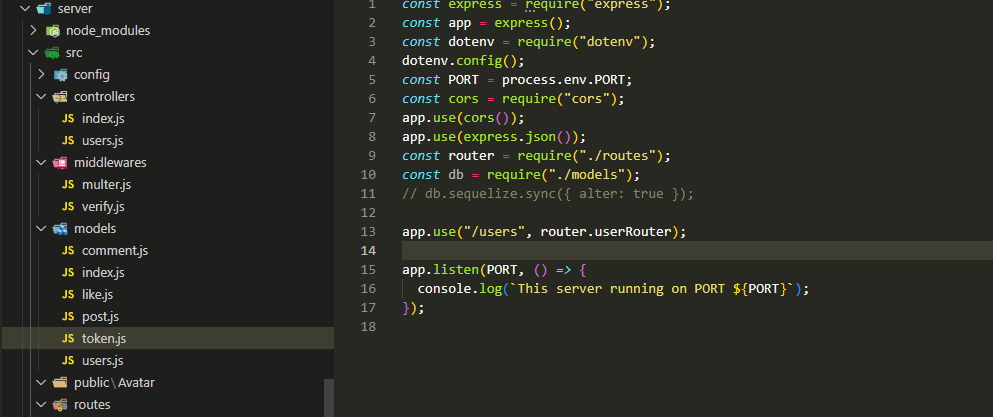 server
node_modules
src
config
controllers
JS index.js
JS users.js
middlewares
JS multer.js
JS verify.js
models
JS comment.js
JS index.js
JS like.js
JS post.js
JS token.js
JS users.js
public\Avatar
routes
1 const express = require("express");
2 const app = express();
3 const dotenv = require("dotenv");
4 dotenv.config();
5 const PORT = process.env.PORT;
6 const cors = require("cors");
7 app.use(cors());
8 app.use(express.json());
9 const router = require("./routes");
10 const db = require("./models");
11 // db.sequelize.sync({ alter: true });
12
13 app.use("/users", router.userRouter);
14
15 app.listen(PORT, () => {
16 console.log(`This server running on PORT ${PORT}`);
17 });
18